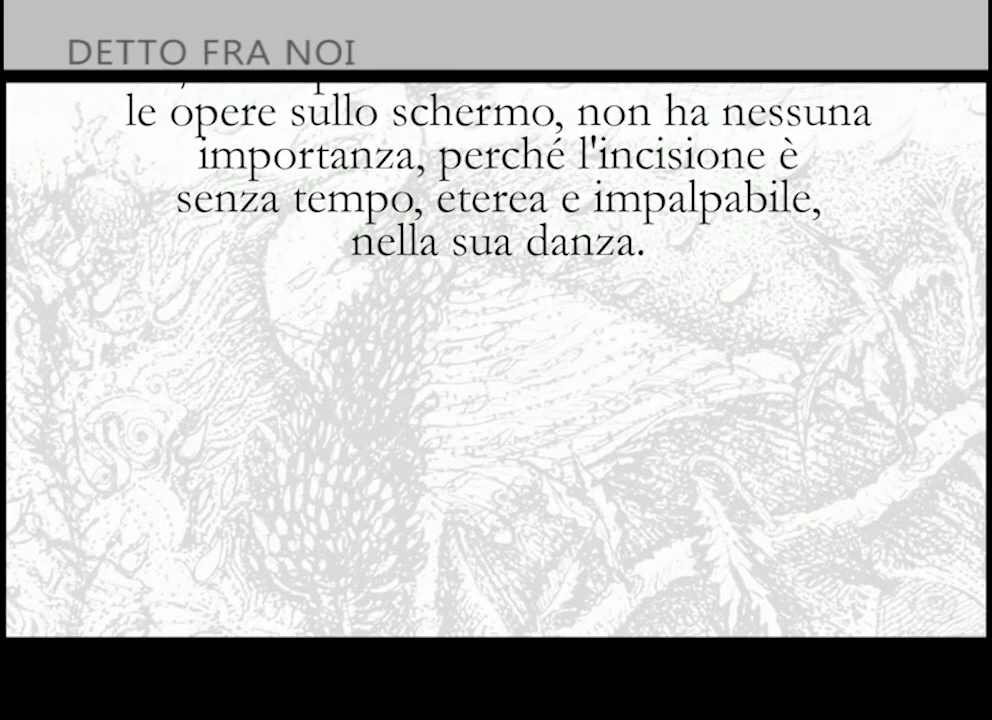 DETTO FRA NOI
le opere sullo schermo, non ha nessuna
importanza, perché l'incisione è
senza tempo, eterea e impalpabile,
nella sua danza.